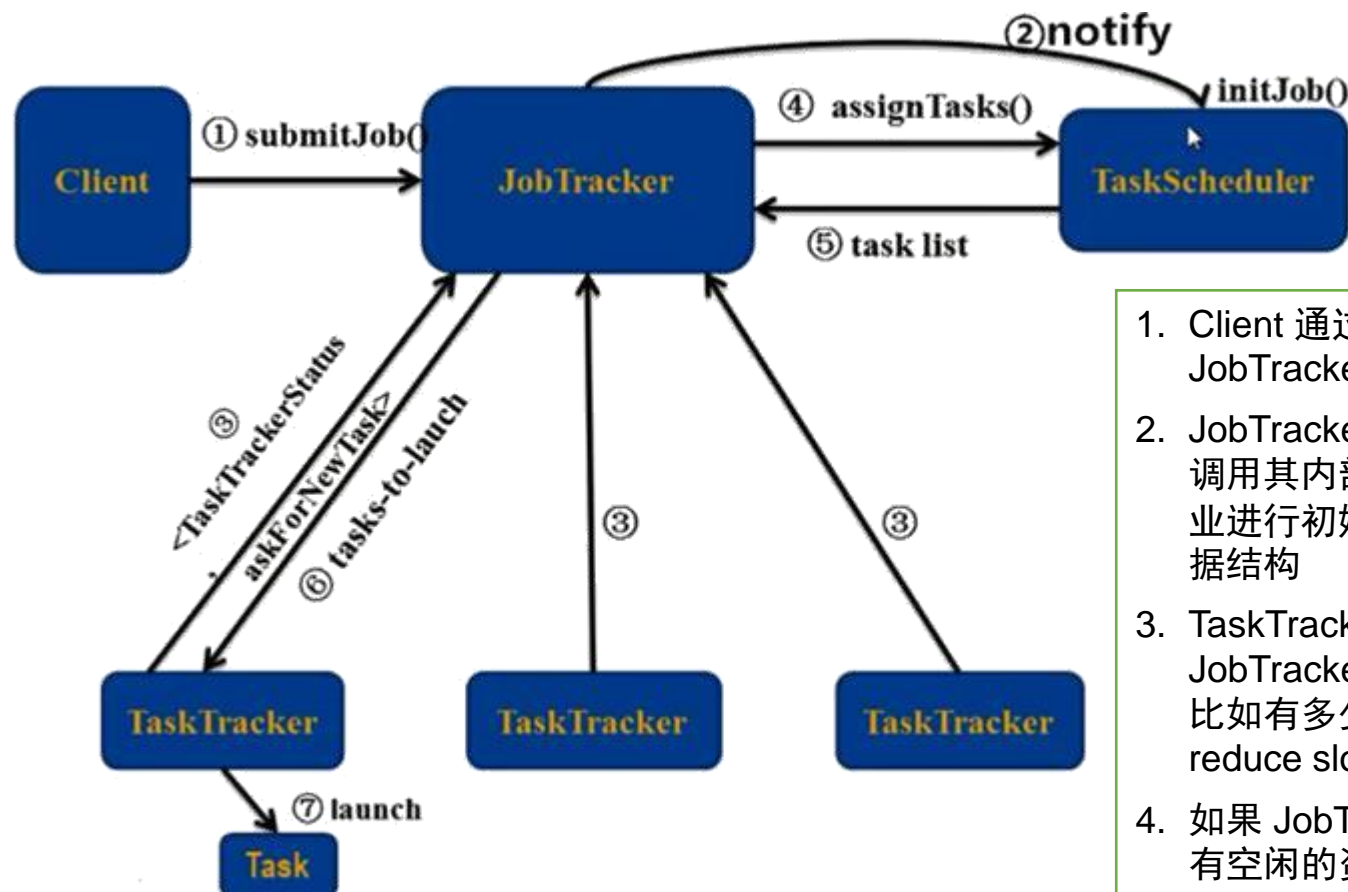 ②notify
initJob()
④ assignTasks()
① submitJob()
Client
JobTracker
TaskScheduler
⑤ task list
③
<TaskTrackerStatus
,
askForNewTask>
⑥ tasks-to-lauch
③
③
TaskTracker
TaskTracker
TaskTracker
⑦ launch
Task
1. Client 通
JobTracke
2. JobTracke
调用其内
业进行初
据结构
3. TaskTrack
JobTracke
比如有多
reduce slo
4. 如果 JobT
有空闲的